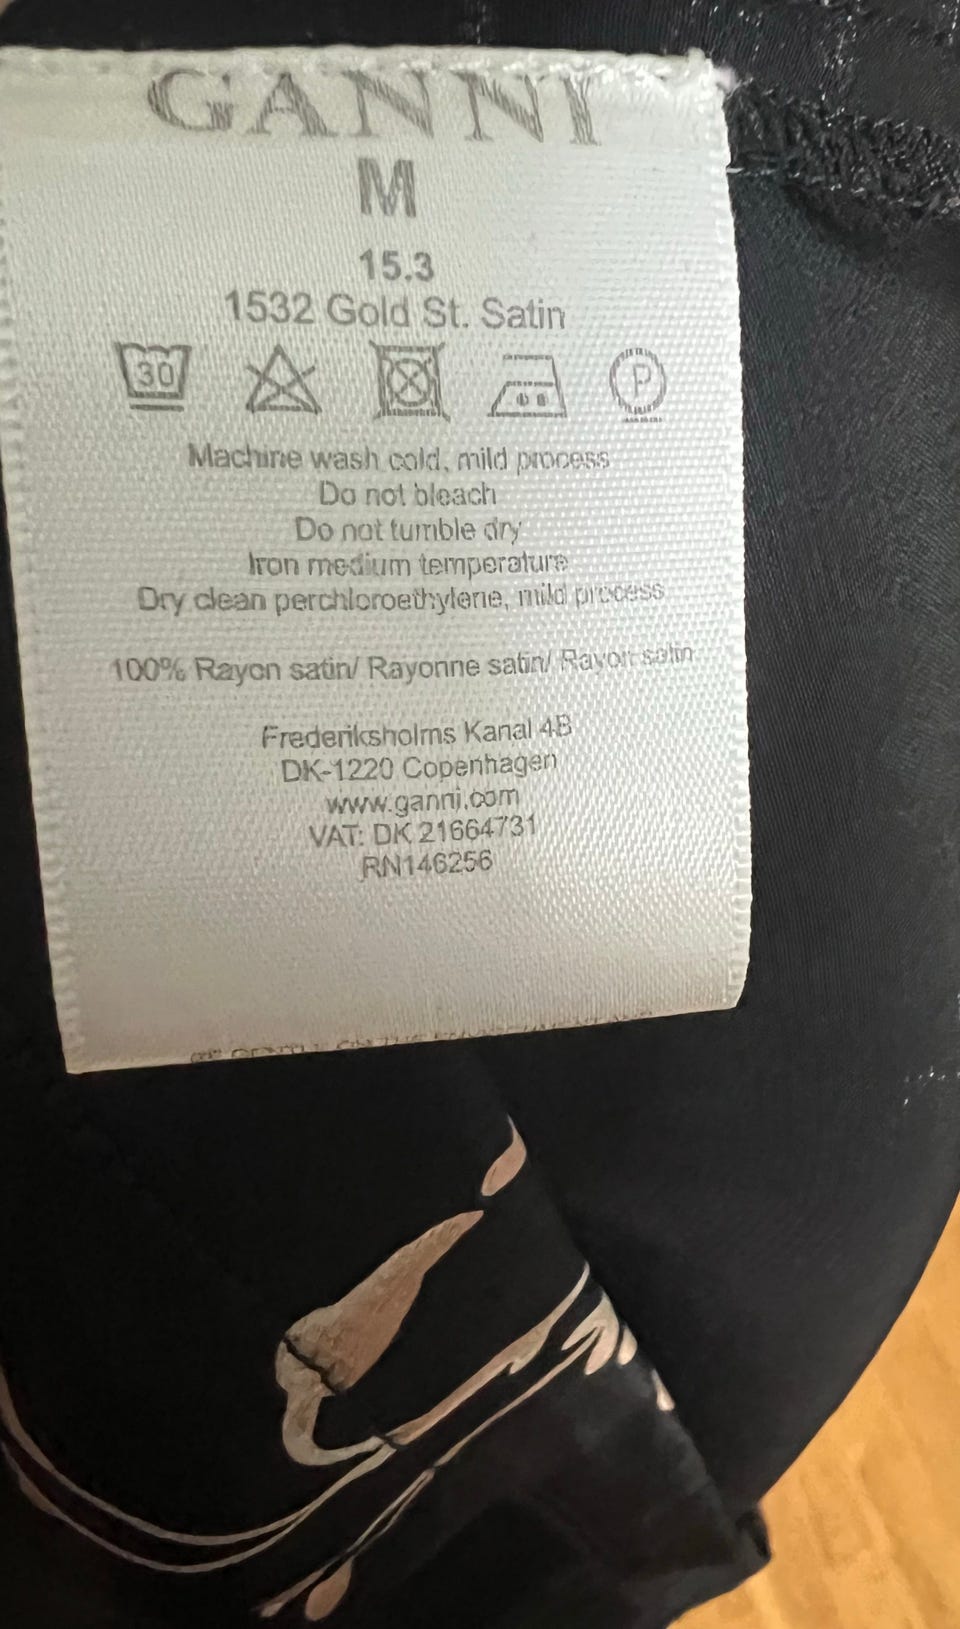 GANNI
M
15.3
1532 Gold St. Satin
30 P
Machine wash cold, mild process
Do not bleach
Do not tumble dry
Iron medium temperature
Dry clean perchloroethylene, mild process
100% Rayon satin/ Rayonne satin/ Rayon satin
Frederiksholms Kanal 4B
DK-1220 Copenhagen
www.ganni.com
VAT: DK 21664731
RN146256